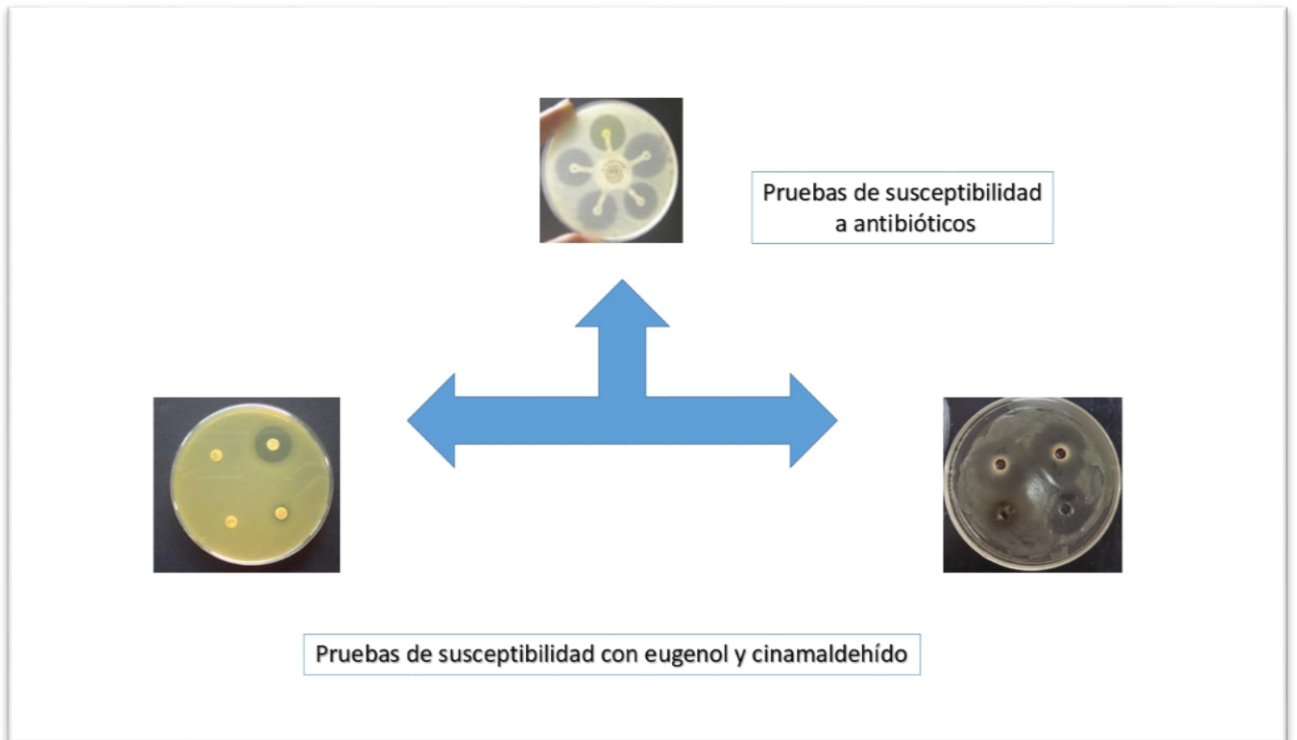 Pruebas de susceptibilidad
a antibióticos
Pruebas de susceptibilidad con eugenol y cinamaldehído